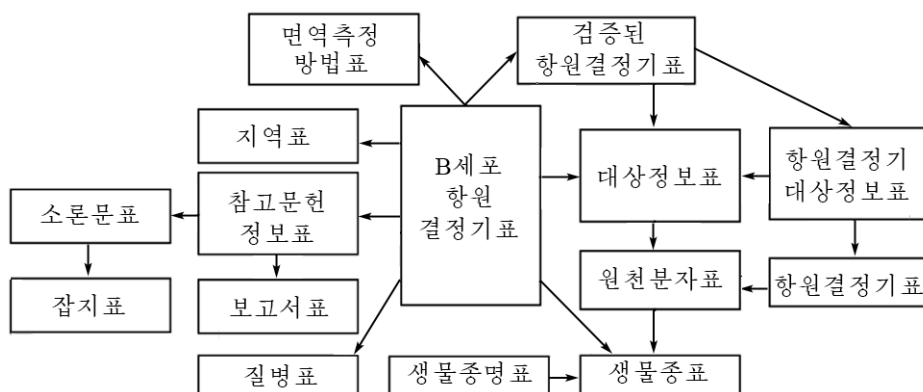 면역측정
방법표
검증된
항원결정기표
지역표
B세포
항원
결정기표
대상정보표
항원결정기
대상정보표
소론문표
참고문헌
정보표
잡지표
보고서표
원천분자표
항원결정기표
질병표
생물종명표
생물종표